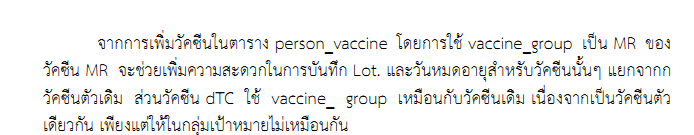 จากการเพิ่มวัคซีนในตาราง person_vaccine โดยการใช้ vaccine_group เป็น MR ของ
วัคซีน MR จะช่วยเพิ่มความสะดวกในการบันทึก Lot. และวันหมดอายุสำหรับวัคซีนนั้นๆ แยกจากก
วัคซีนตัวเดิม ส่วนวัคซีน dTC ใช้ vaccine_ group เหมือนกับวัคซีนเดิม เนื่องจากเป็นวัคซีนตัว
เดียวกัน เพียงแต่ให้ในกลุ่มเป้าหมายไม่เหมือนกัน